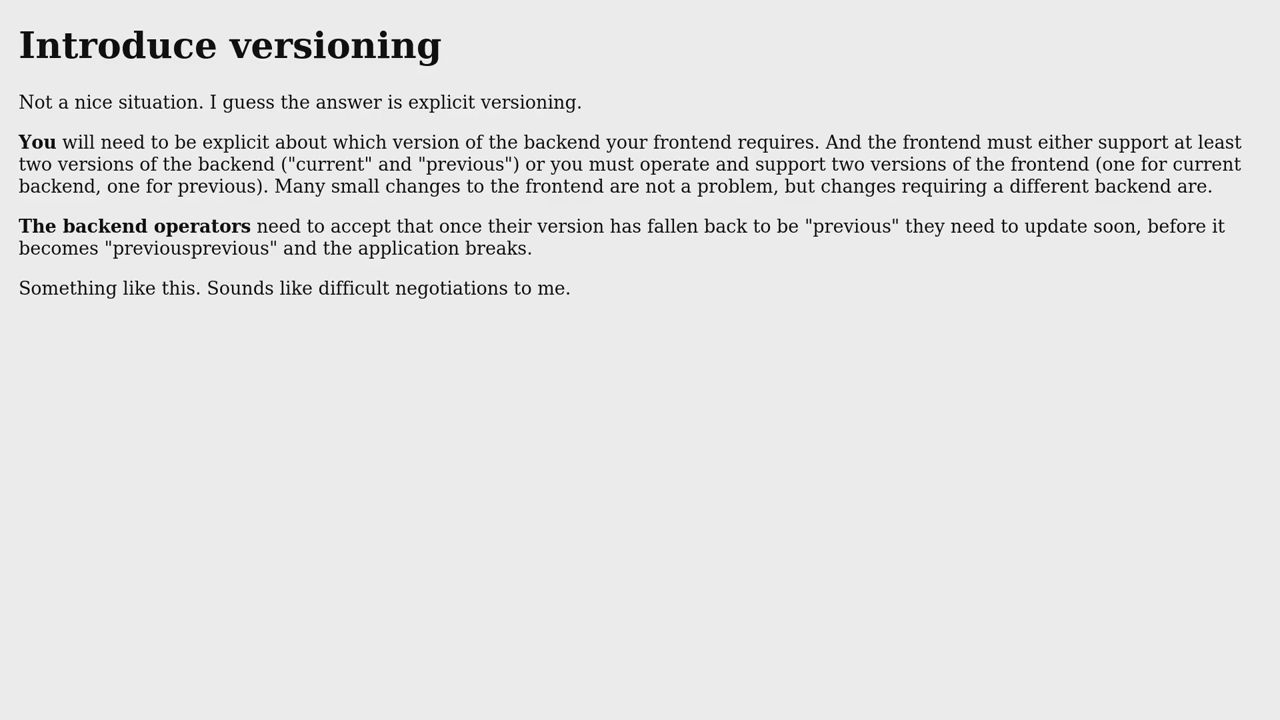 Introduce versioning
Not a nice situation. I guess the answer is explicit versioning.
You will need to be explicit about which version of the backend your frontend requires. And the frontend must either support at least
two versions of the backend ("current" and "previous") or you must operate and support two versions of the frontend (one for current
backend, one for previous). Many small changes to the frontend are not a problem, but changes requiring a different backend are.
The backend operators need to accept that once their version has fallen back to be "previous" they need to update soon, before it
becomes "previousprevious" and the application breaks.
Something like this. Sounds like difficult negotiations to me.